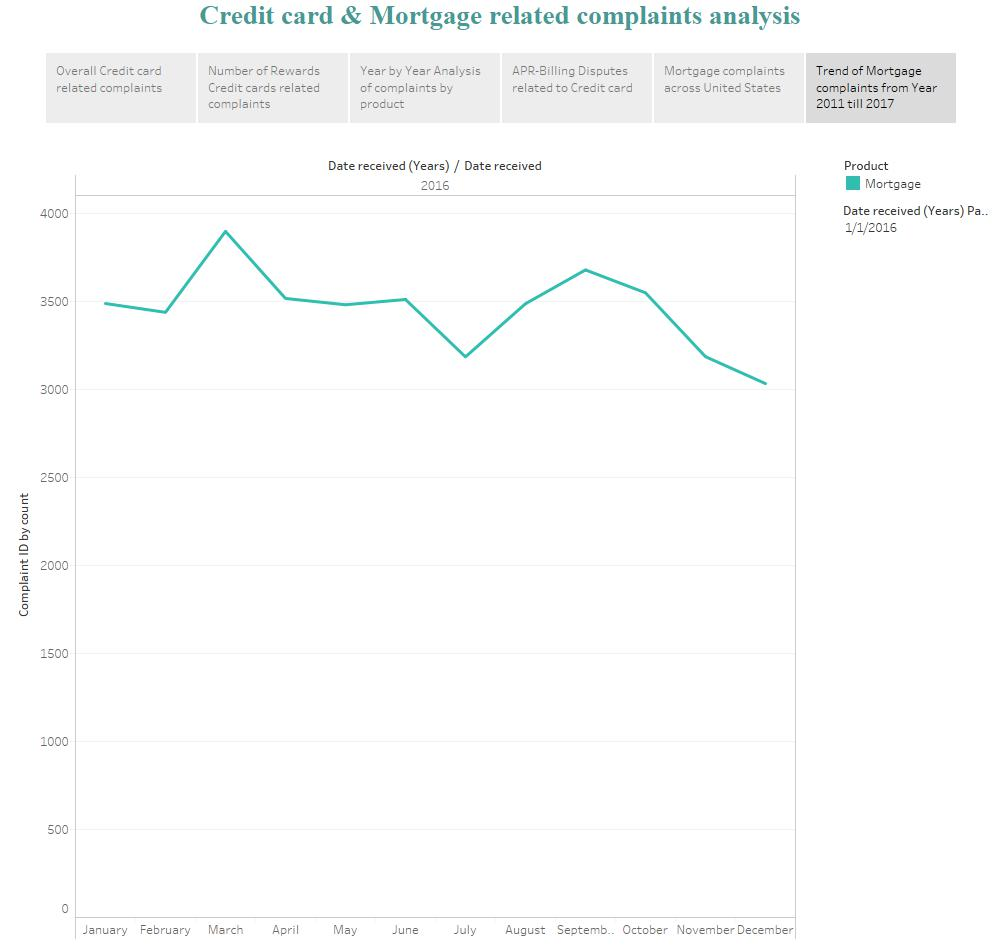 Credit card & Mortgage related complaints analysis
Overall Credit card
related complaints
Number of Rewards
Credit cards related
complaints
Year by Year Analysis
of complaints by
product
APR-Billing Disputes
related to Credit card
Mortgage complaints
across United States
Trend of Mortgage
complaints from Year
2011 till 2017
Date received (Years) / Date received
2016
Product
Mortgage
Date received (Years) Pa..
1/1/2016
Complaint ID by count
4000
3500
3000
2500
2000
1500
1000
500
0
January February March April May June July August Septemb.. October November December